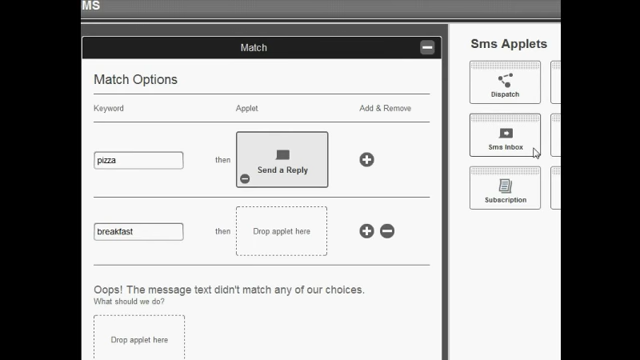 MS
Match
Sms Applets
Match Options
Keyword Applet Add & Remove
Dispatch
pizza then Send a Reply
Sms Inbox
Subscription
breakfast then Drop applet here
Oops! The message text didn't match any of our choices.
What should we do?
Drop applet here